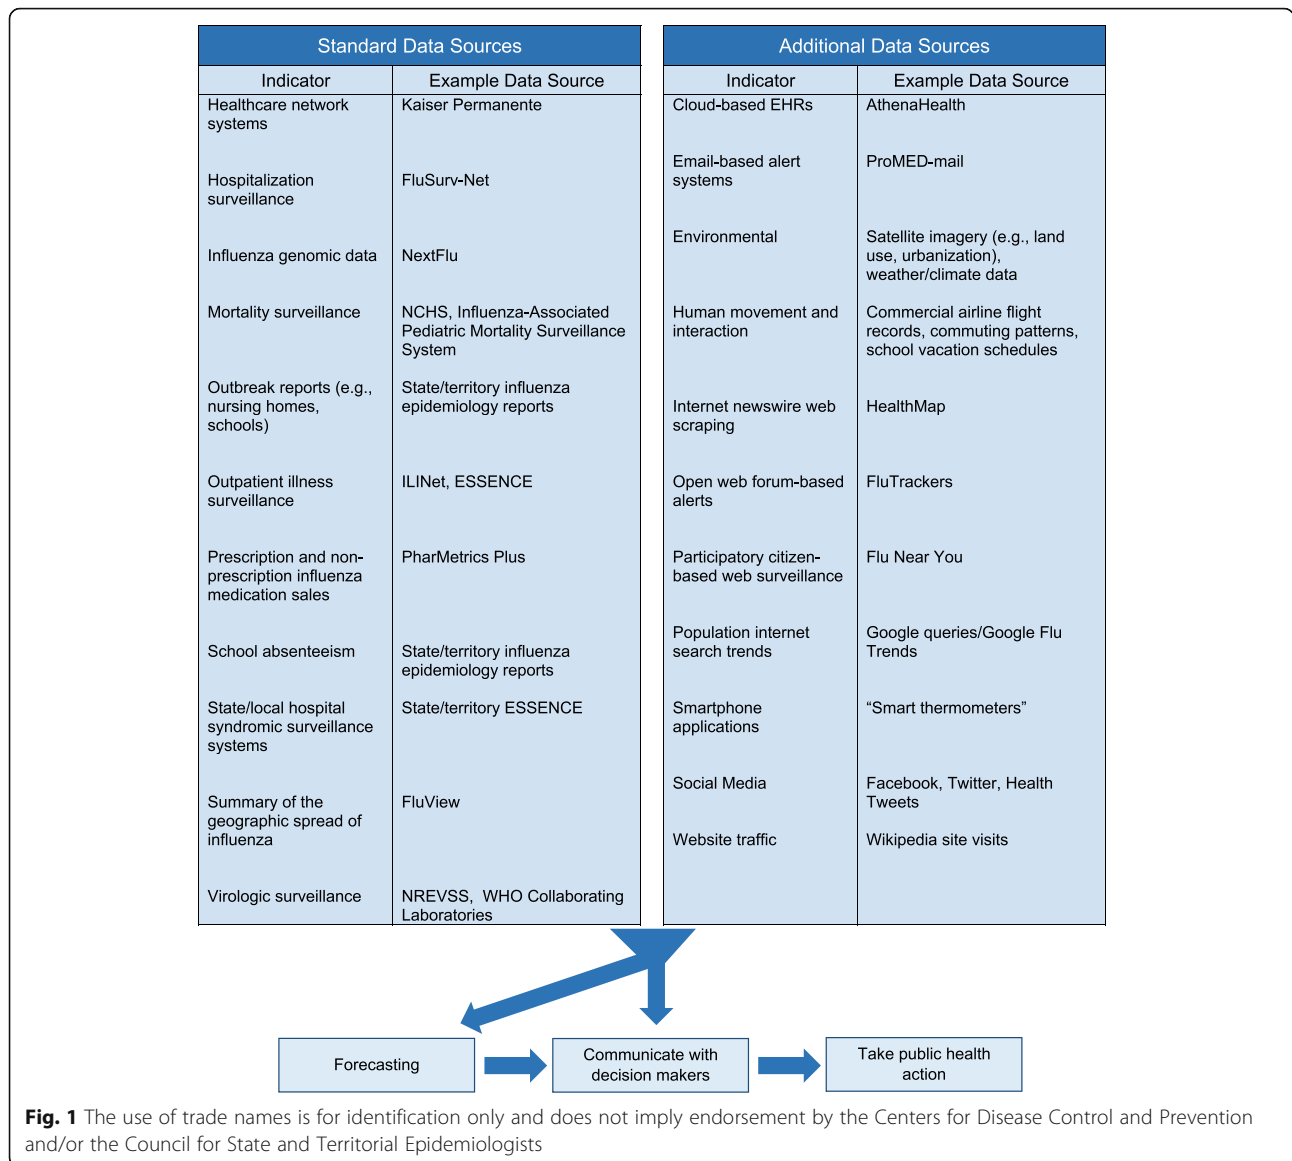 Standard Data Sources
Indicator
Example Data Source
Healthcare network
systems
Kaiser Permanente
Hospitalization
surveillance
FluSurv-Net
Influenza genomic data
NextFlu
Mortality surveillance
NCHS, Influenza-Associated
Pediatric Mortality Surveillance
System
Outbreak reports (e.g.,
nursing homes,
schools)
State/territory influenza
epidemiology reports
Outpatient illness
surveillance
ILINet, ESSENCE
Prescription and non-
prescription influenza
medication sales
PharMetrics Plus
School absenteeism
State/territory influenza
epidemiology reports
State/local hospital
syndromic surveillance
systems
State/territory ESSENCE
Summary of the
geographic spread of
influenza
FluView
Virologic surveillance
NREVSS, WHO Collaborating
Laboratories
Additional Data Sources
Indicator
Example Data Source
Cloud-based EHRs
AthenaHealth
Email-based alert
systems
ProMED-mail
Environmental
Satellite imagery (e.g., land
use, urbanization),
weather/climate data
Human movement and
interaction
Commercial airline flight
records, commuting patterns,
school vacation schedules
Internet newswire web
scraping
HealthMap
Open web forum-based
alerts
FluTrackers
Participatory citizen-
based web surveillance
Flu Near You
Population internet
search trends
Google queries/Google Flu
Trends
Smartphone
applications
“Smart thermometers”
Social Media
Facebook, Twitter, Health
Tweets
Website traffic
Wikipedia site visits
Forecasting
Communicate with
decision makers
Take public health
action
Fig. 1 The use of trade names is for identification only and does not imply endorsement by the Centers for Disease Control and Prevention
and/or the Council for State and Territorial Epidemiologists